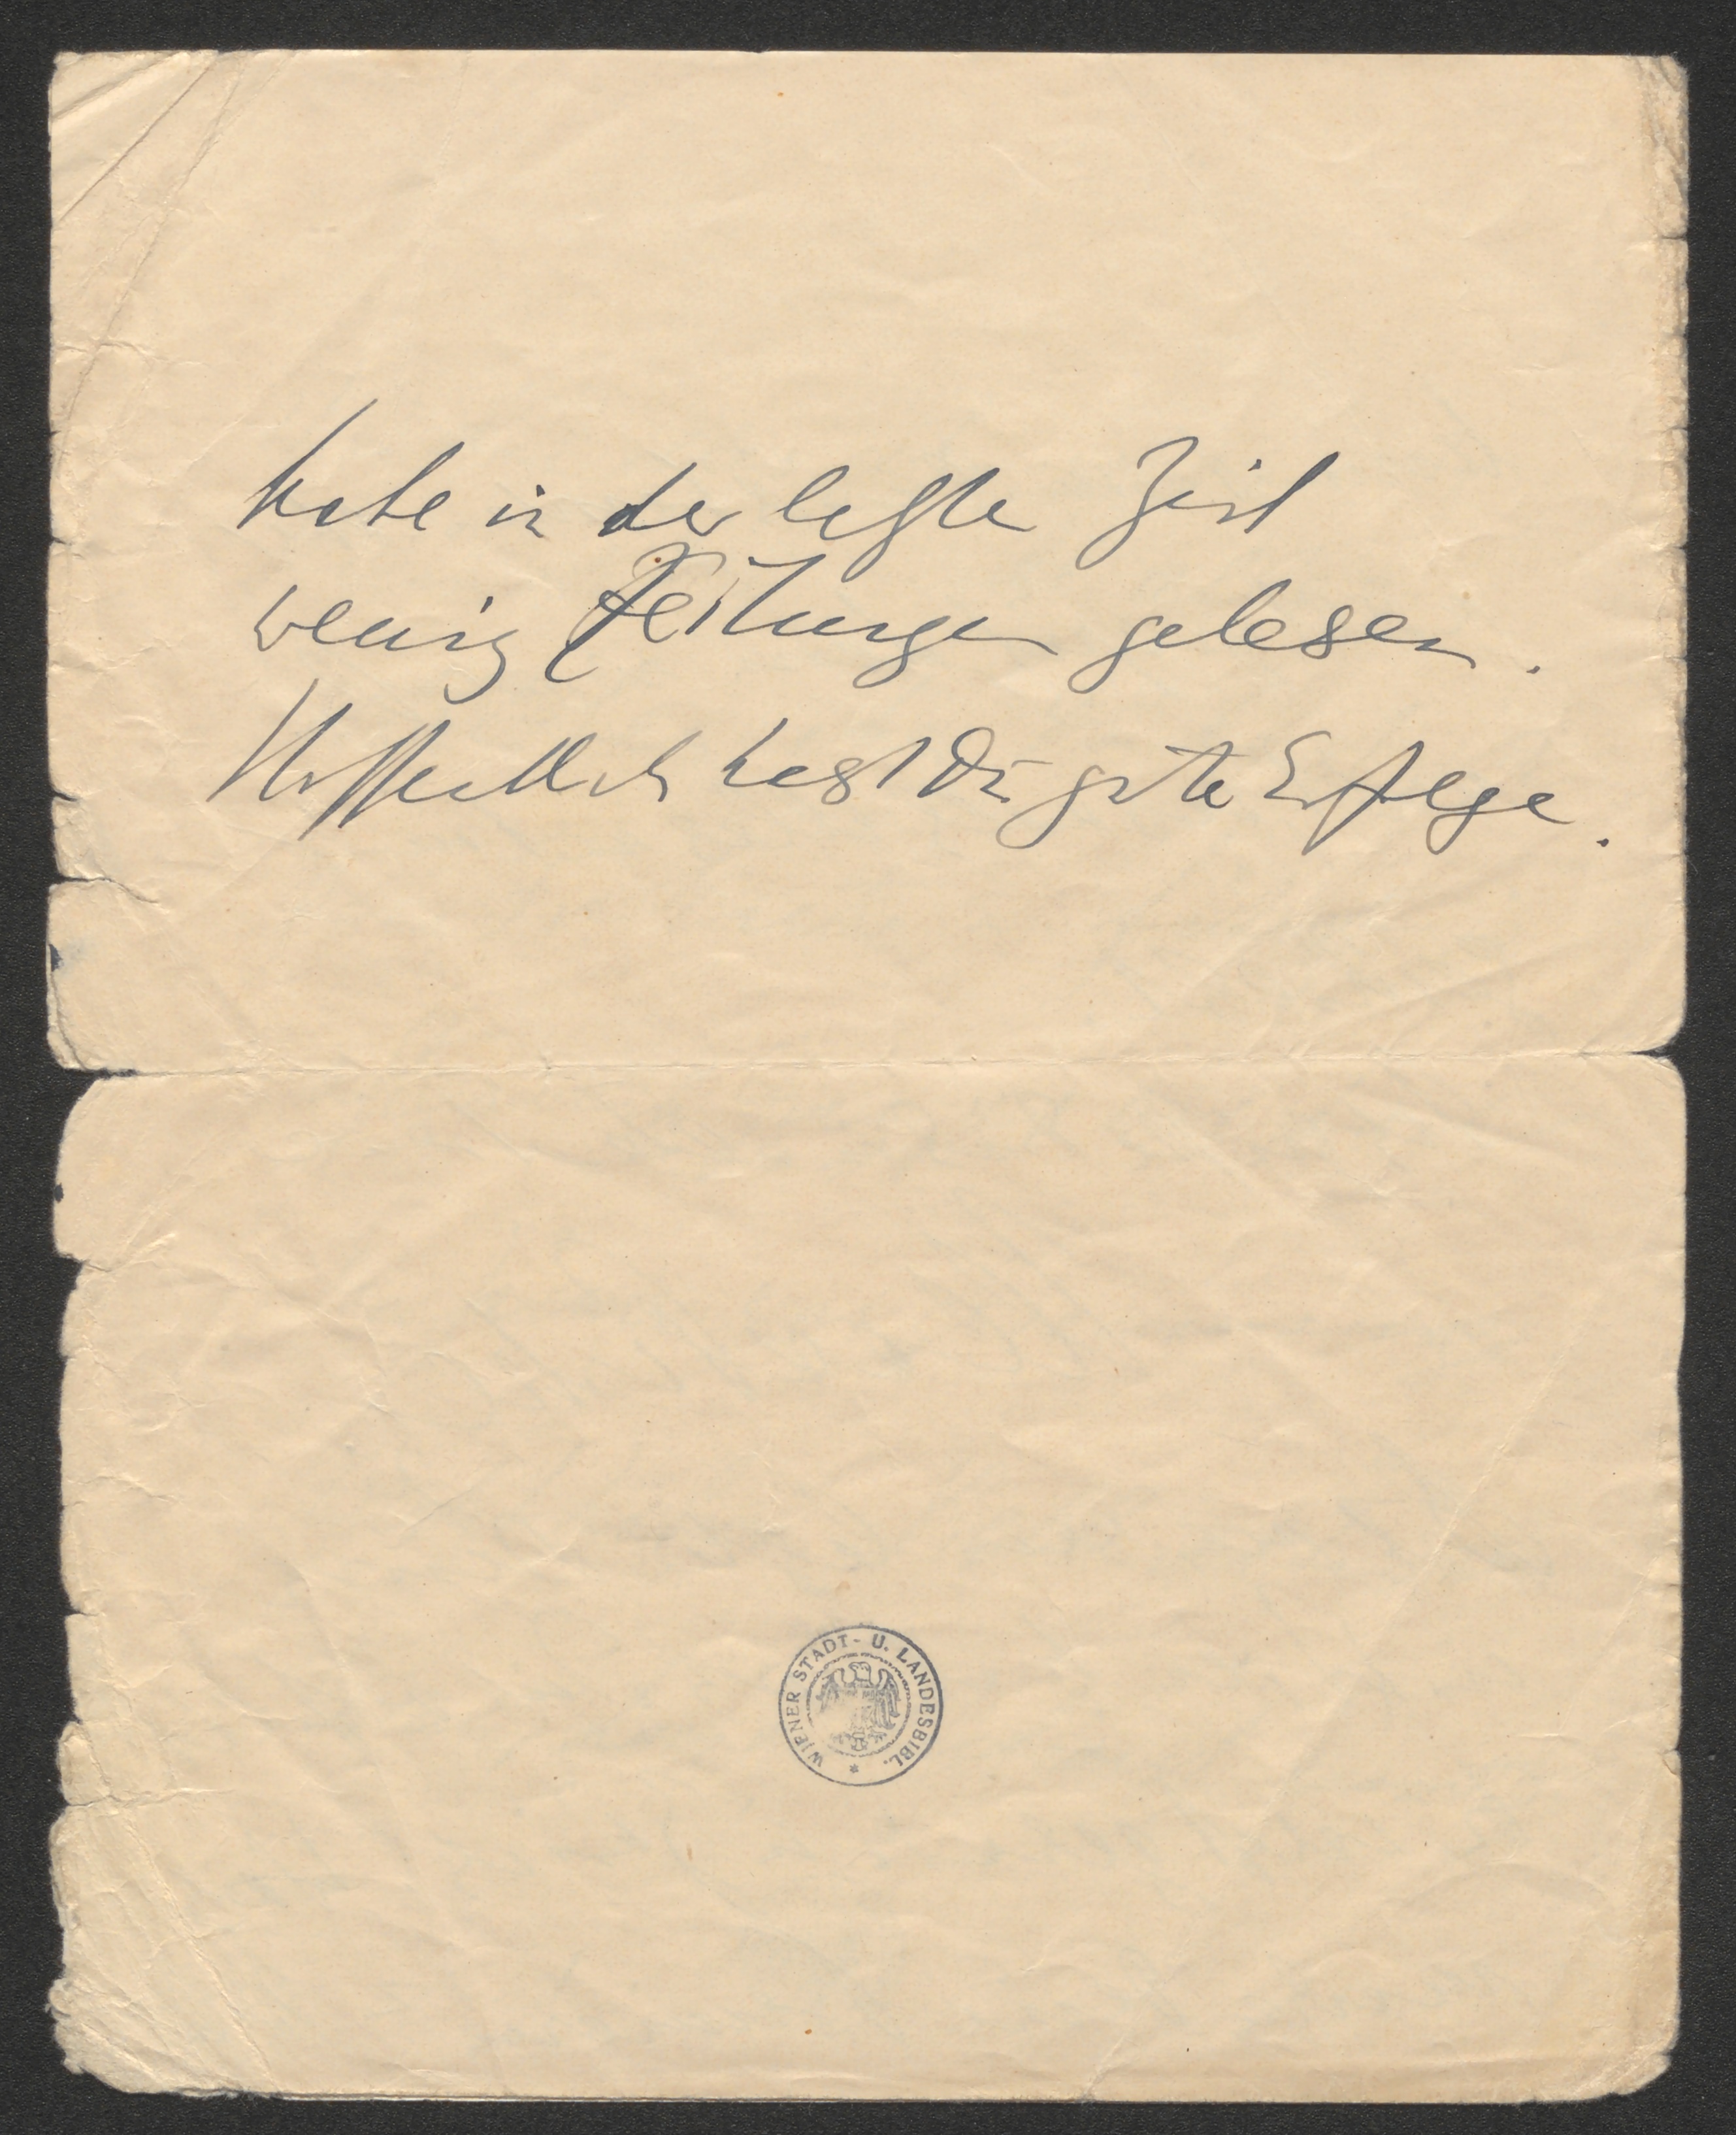 habe in der letzten Zeit
wenig Zeitungen gelesen.
Hoffentlich hast Du gute Erfolge.
WIENER STADT- U. LANDESBIBL. *